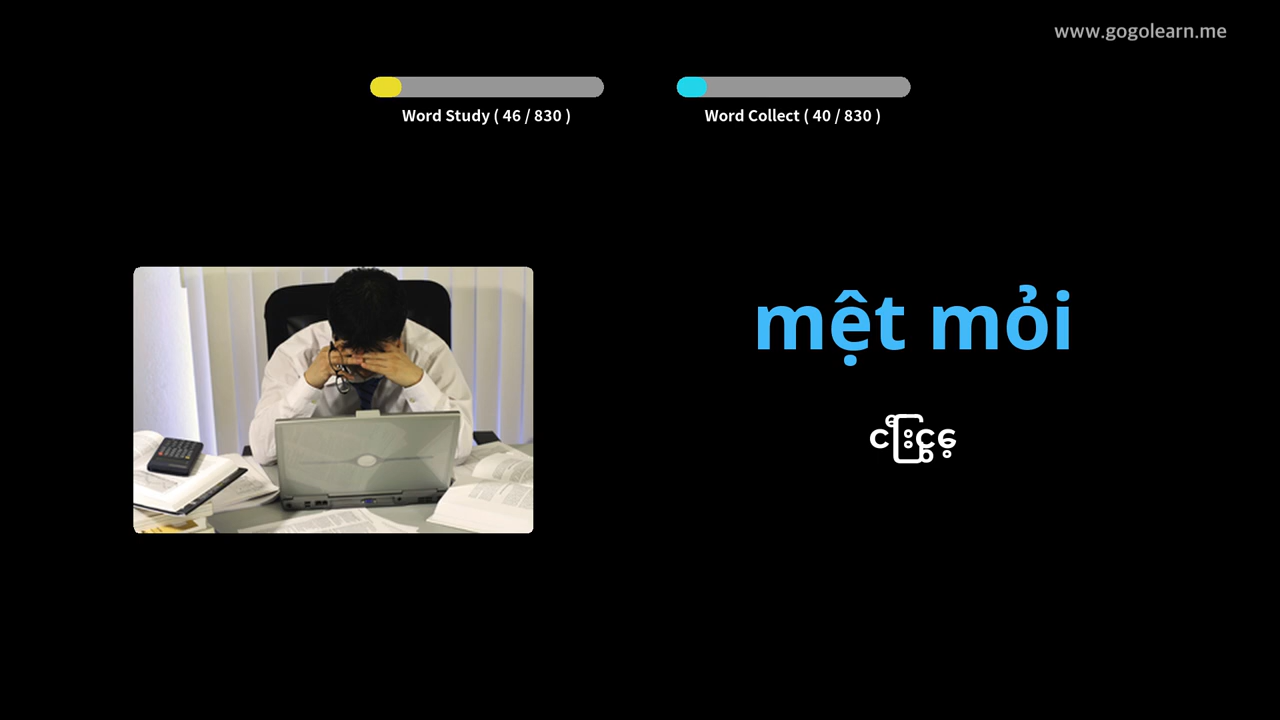 www.gogolearn.me
Word Study ( 46 / 830 )
Word Collect ( 40 / 830 )
mệt mỏi
ငြီးငွေ့